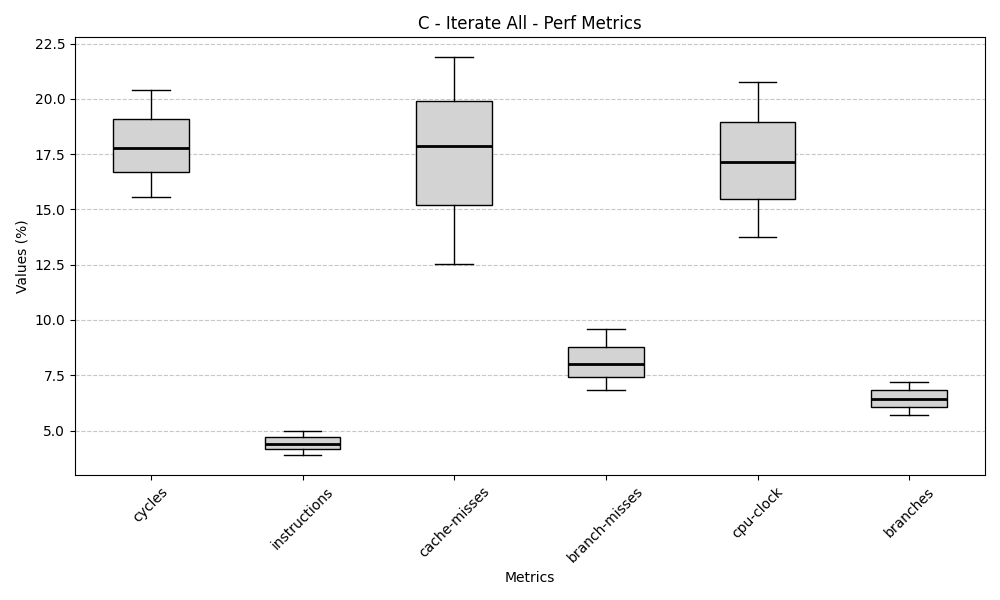 C - Iterate All - Perf Metrics
Values (%)
22.5
20.0
17.5
15.0
12.5
10.0
7.5
5.0
cycles
instructions
cache-misses
branch-misses
cpu-clock
branches
Metrics